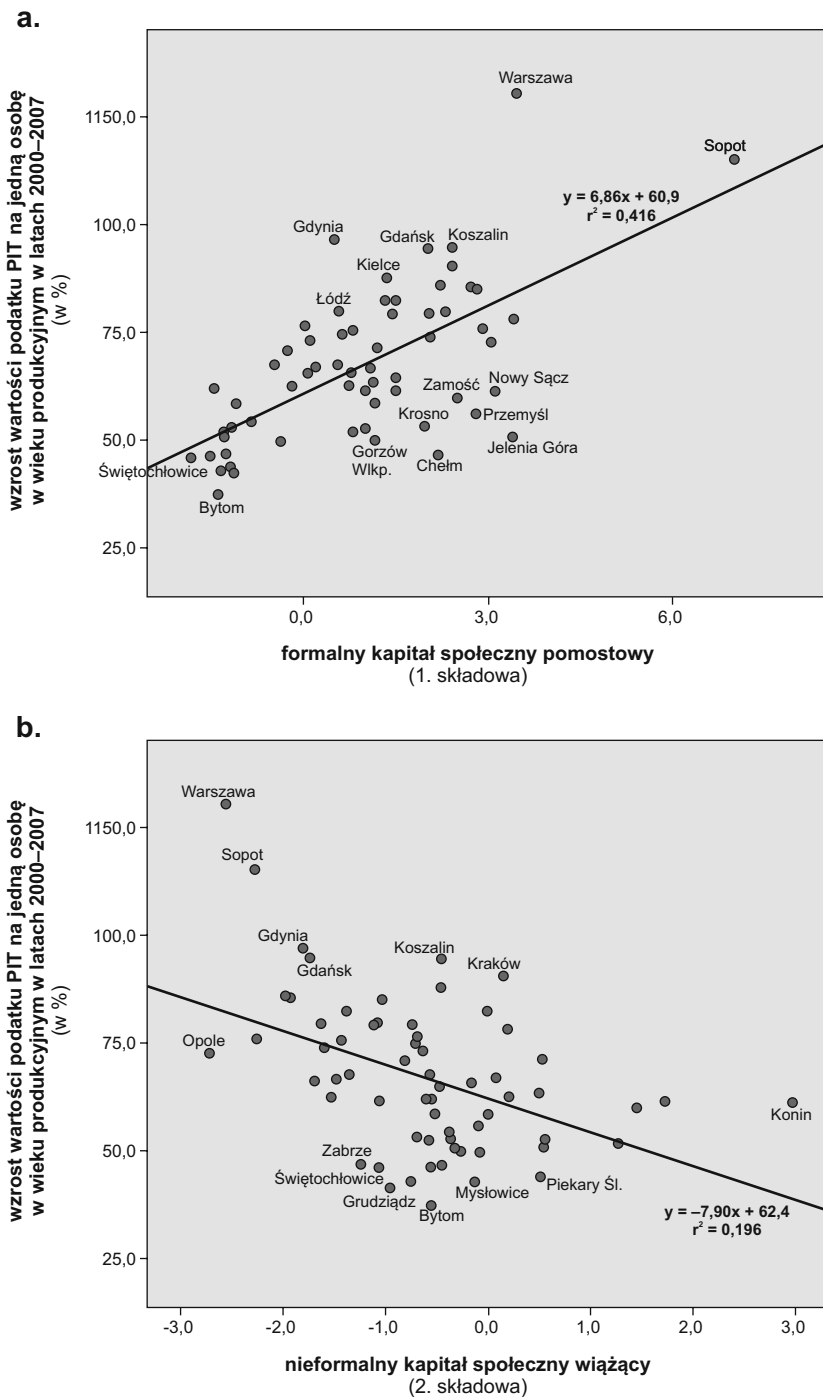 a.
wzrost wartości podatku PIT na jedną osobę
w wieku produkcyjnym w latach 2000–2007
(w %)
1150,0
100,0
75,0
50,0
25,0
Warszawa
Sopot
y = 6,86x + 60,9
r² = 0,416
Gdynia
Gdańsk
Koszalin
Kielce
Łódź
Zamość
Nowy Sącz
Krosno
Przemyśl
Gorzów
Wlkp.
Chełm
Jelenia Góra
Świętochłowice
Bytom
0,0
3,0
6,0
formalny kapitał społeczny pomostowy
(1. składowa)
b.
wzrost wartości podatku PIT na jedną osobę
w wieku produkcyjnym w latach 2000–2007
(w %)
1150,0
100,0
75,0
50,0
25,0
Warszawa
Sopot
Gdynia
Gdańsk
Koszalin
Kraków
Opole
Konin
Zabrze
Świętochłowice
Grudziądz
Bytom
Mysłowice
Piekary Śl.
y = –7,90x + 62,4
r² = 0,196
-3,0
-2,0
-1,0
0,0
1,0
2,0
3,0
nieformalny kapitał społeczny wiążący
(2. składowa)